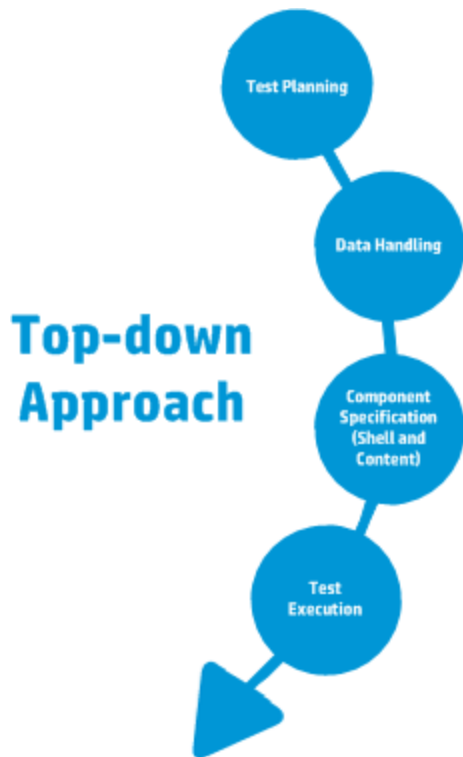 Test Planning
Data Handling
Top-down
Approach
Component
Specification
(Shell and
Content)
Test
Execution